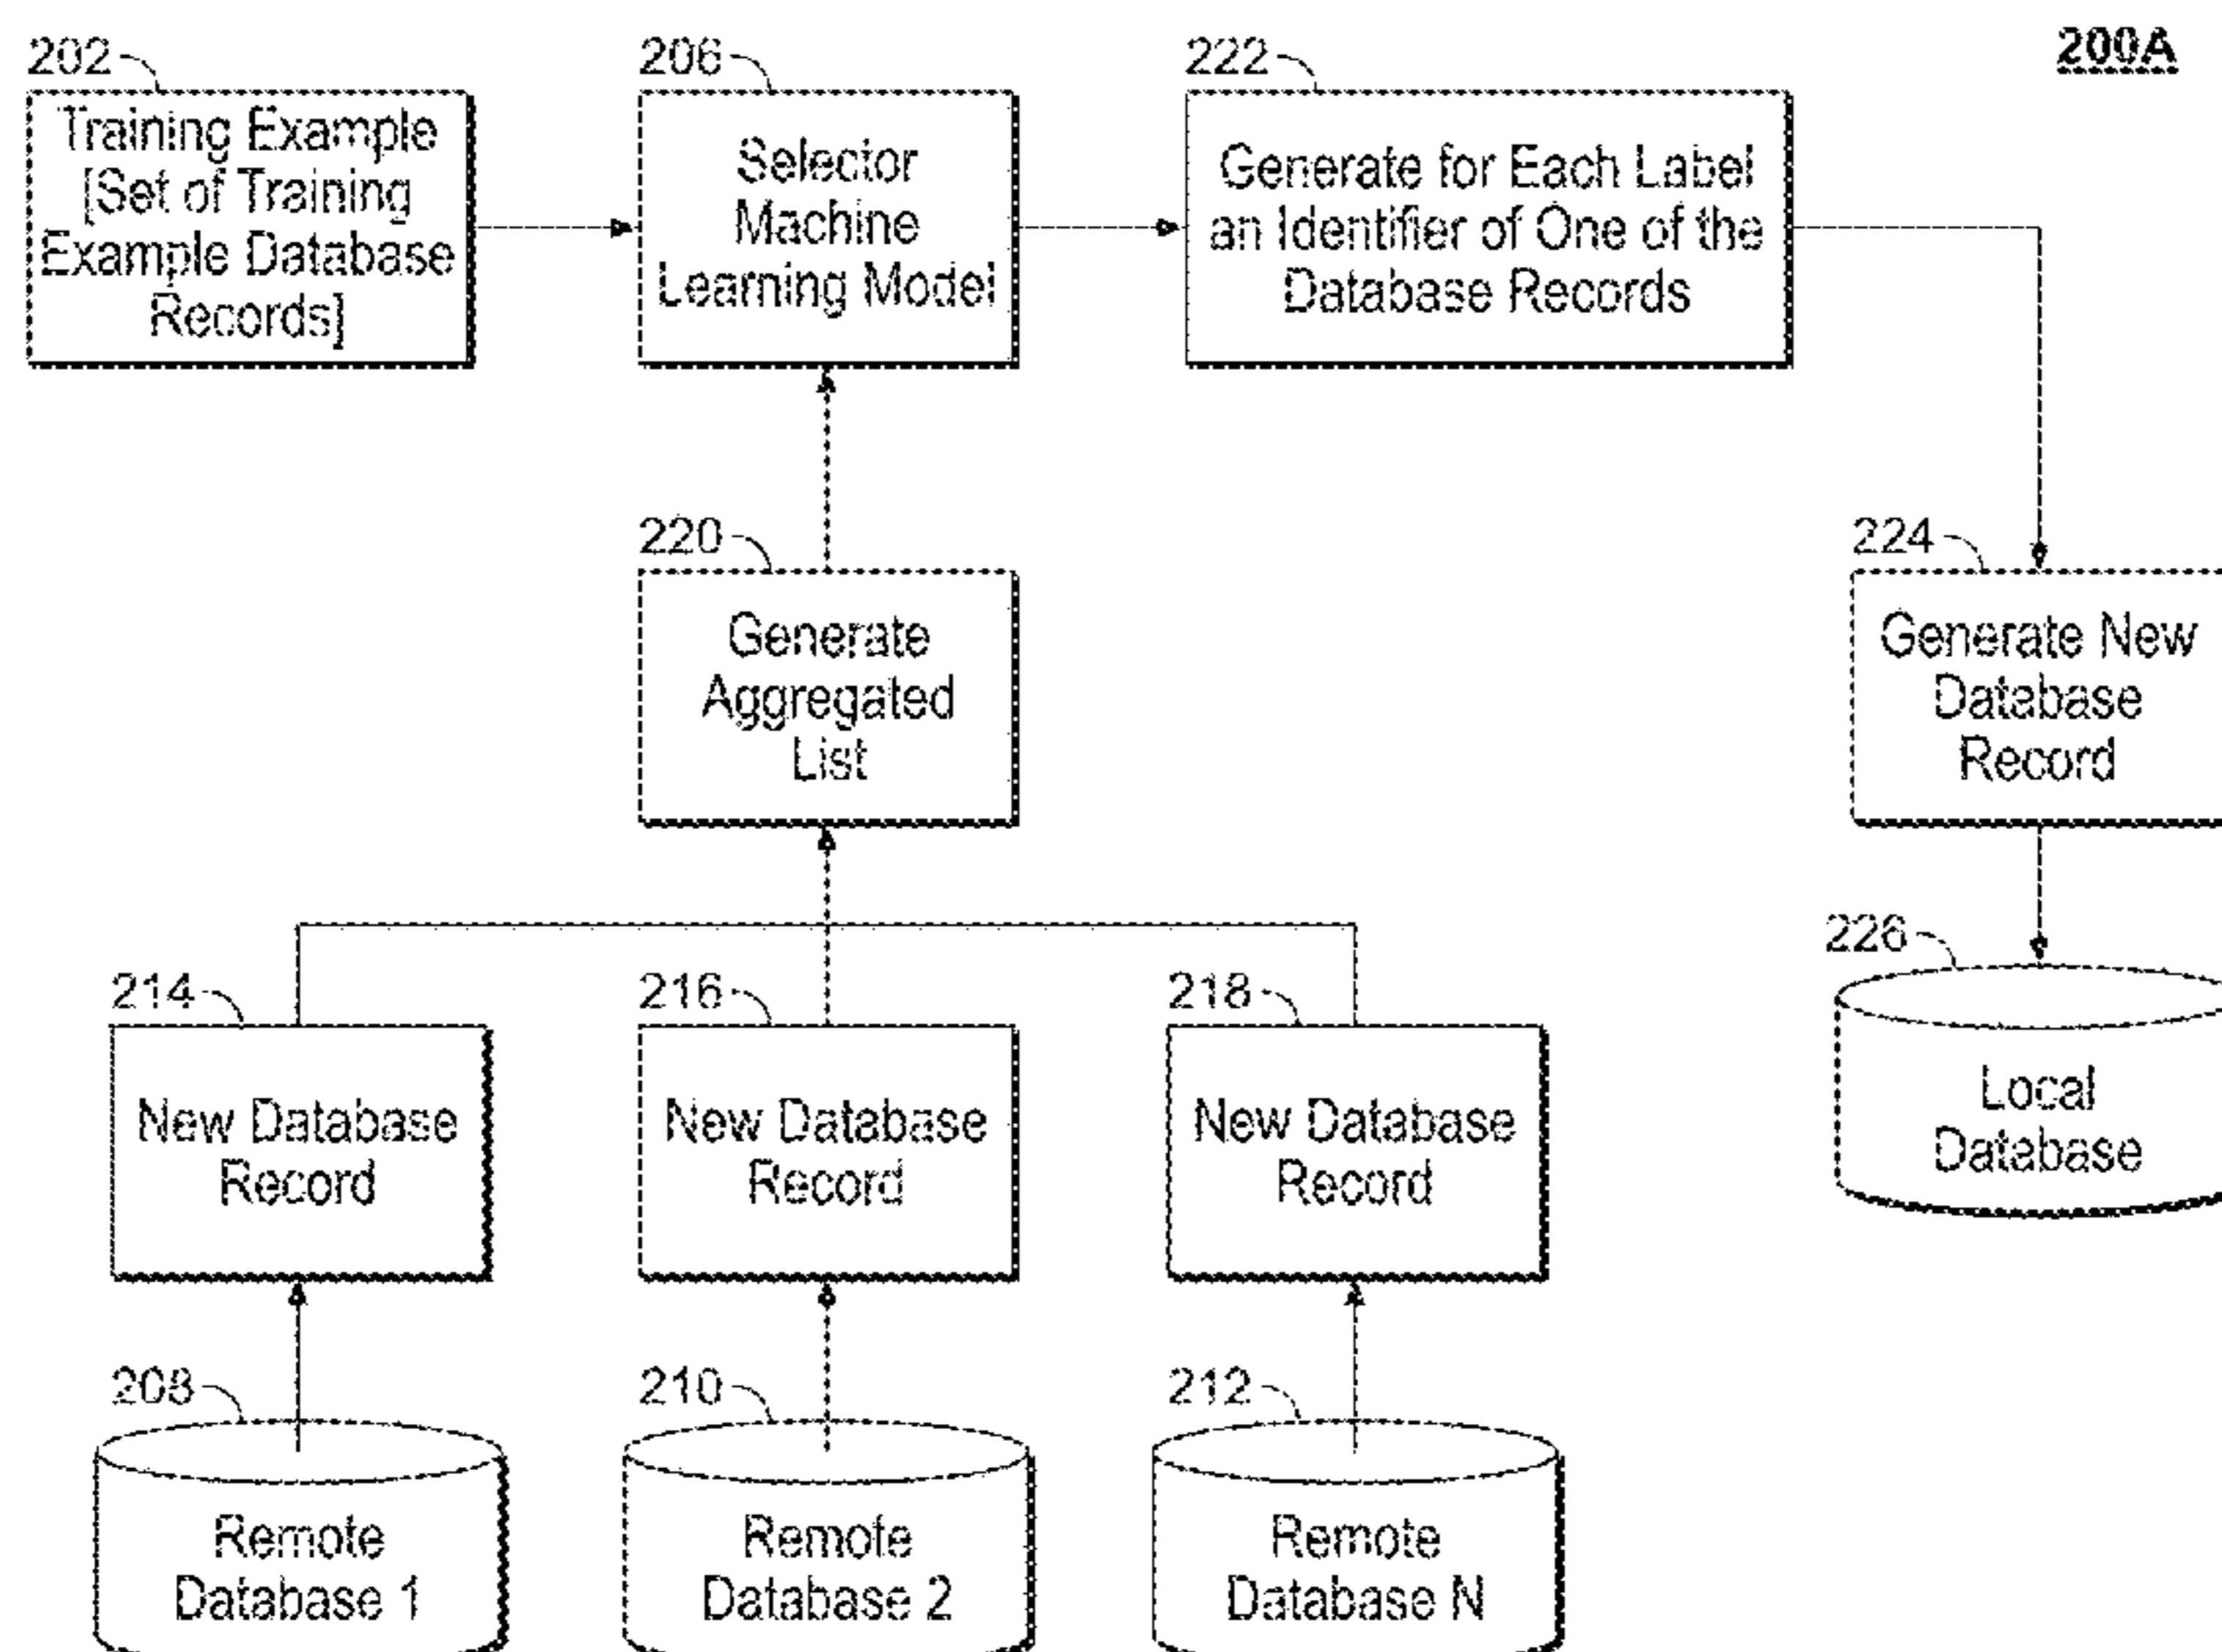 200A
202
Training Example
[Set of Training
Example Database
Records]
206
Selector
Machine
Learning Model
222
Generate for Each Label
an Identifier of One of the
Database Records
220
Generate
Aggregated
List
224
Generate New
Database
Record
214
New Database
Record
216
New Database
Record
218
New Database
Record
226
Local
Database
208
Remote
Database 1
210
Remote
Database 2
212
Remote
Database N